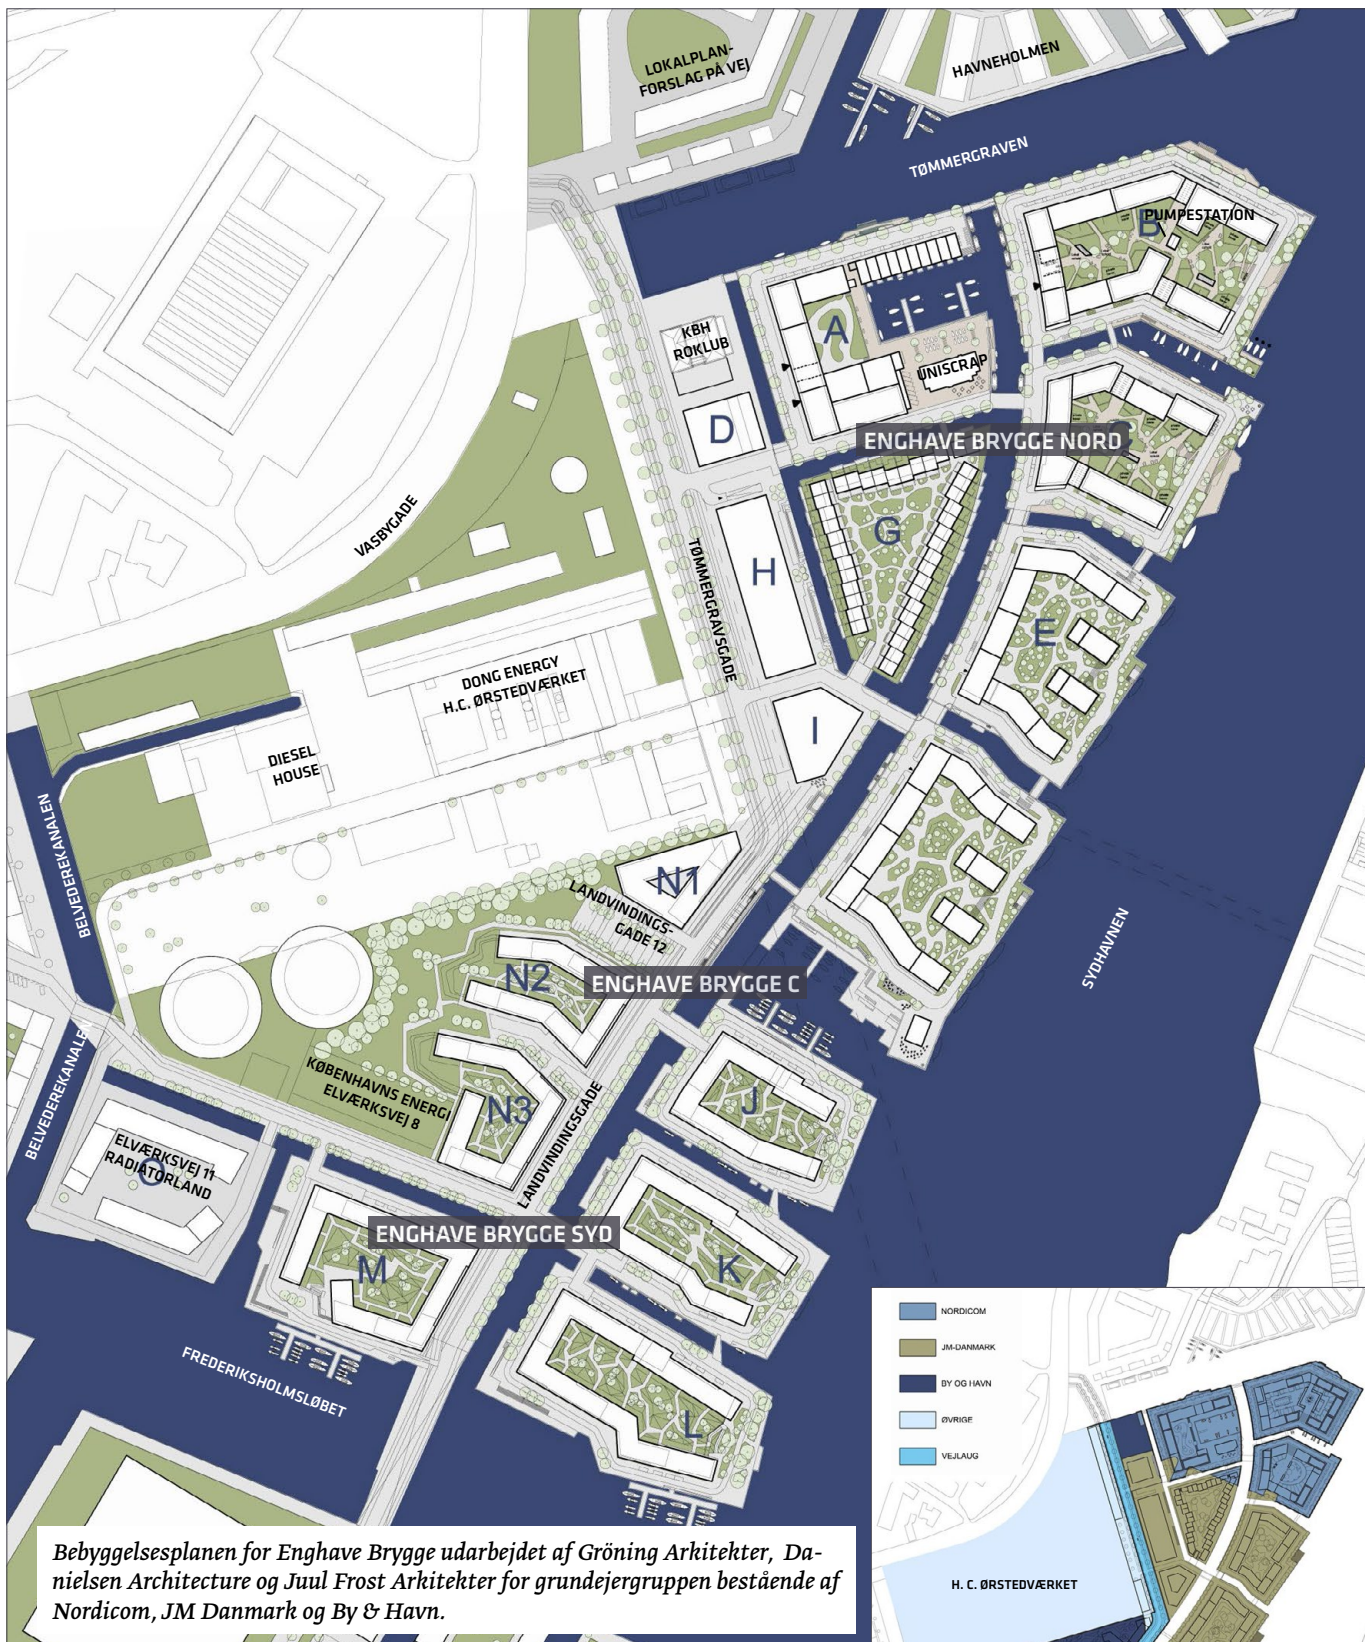 LOKALPLAN-
FORSLAG PÅ VEJ
HAVNEHOLMEN
TØMMERGRAVEN
PUMPESTATION
B
KBH
ROKLUB
A
UNISCRAP
D
ENGHAVE BRYGGE NORD
C
VASBYGADE
G
H
TØMMERGRAVSGADE
E
DONG ENERGY
H.C. ØRSTEDVÆRKET
I
DIESEL
HOUSE
BELVEDEREKANALEN
N1
LANDVINDINGS-
GADE 12
SYDHAVNEN
N2
ENGHAVE BRYGGE C
BELVEDEREKANALEN
KØBENHAVNS ENERGI
ELVÆRKSVEJ 8
N3
J
LANDVINDINGSGADE
ELVÆRKSVEJ 11
RADIATORLAND
O
ENGHAVE BRYGGE SYD
M
K
FREDERIKSHOLMSLØBET
L
NORDICOM
JM-DANMARK
BY OG HAVN
ØVRIGE
VEJLAUG
H. C. ØRSTEDVÆRKET
Bebyggelsesplanen for Enghave Brygge udarbejdet af Gröning Arkitekter, Da-
nielsen Architecture og Juul Frost Arkitekter for grundejergruppen bestående af
Nordicom, JM Danmark og By & Havn.